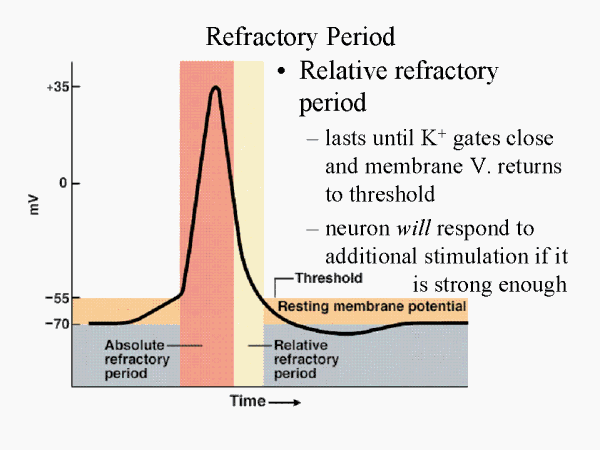 Refractory Period
• Relative refractory
period
– lasts until K⁺ gates close
and membrane V. returns
to threshold
– neuron will respond to
additional stimulation if it
is strong enough
+35
0
mV
−55
−70
Threshold
Resting membrane potential
Absolute
refractory
period
Relative
refractory
period
Time